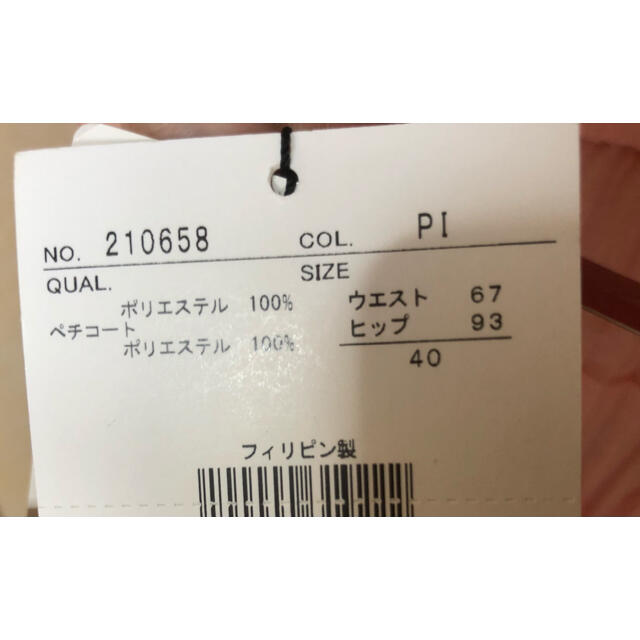 NO. 210658 COL. PI
QUAL. SIZE
ポリエステル 100%
ペチコート
ポリエステル 100%
ウエスト 67
ヒップ 93
40
フィリピン製